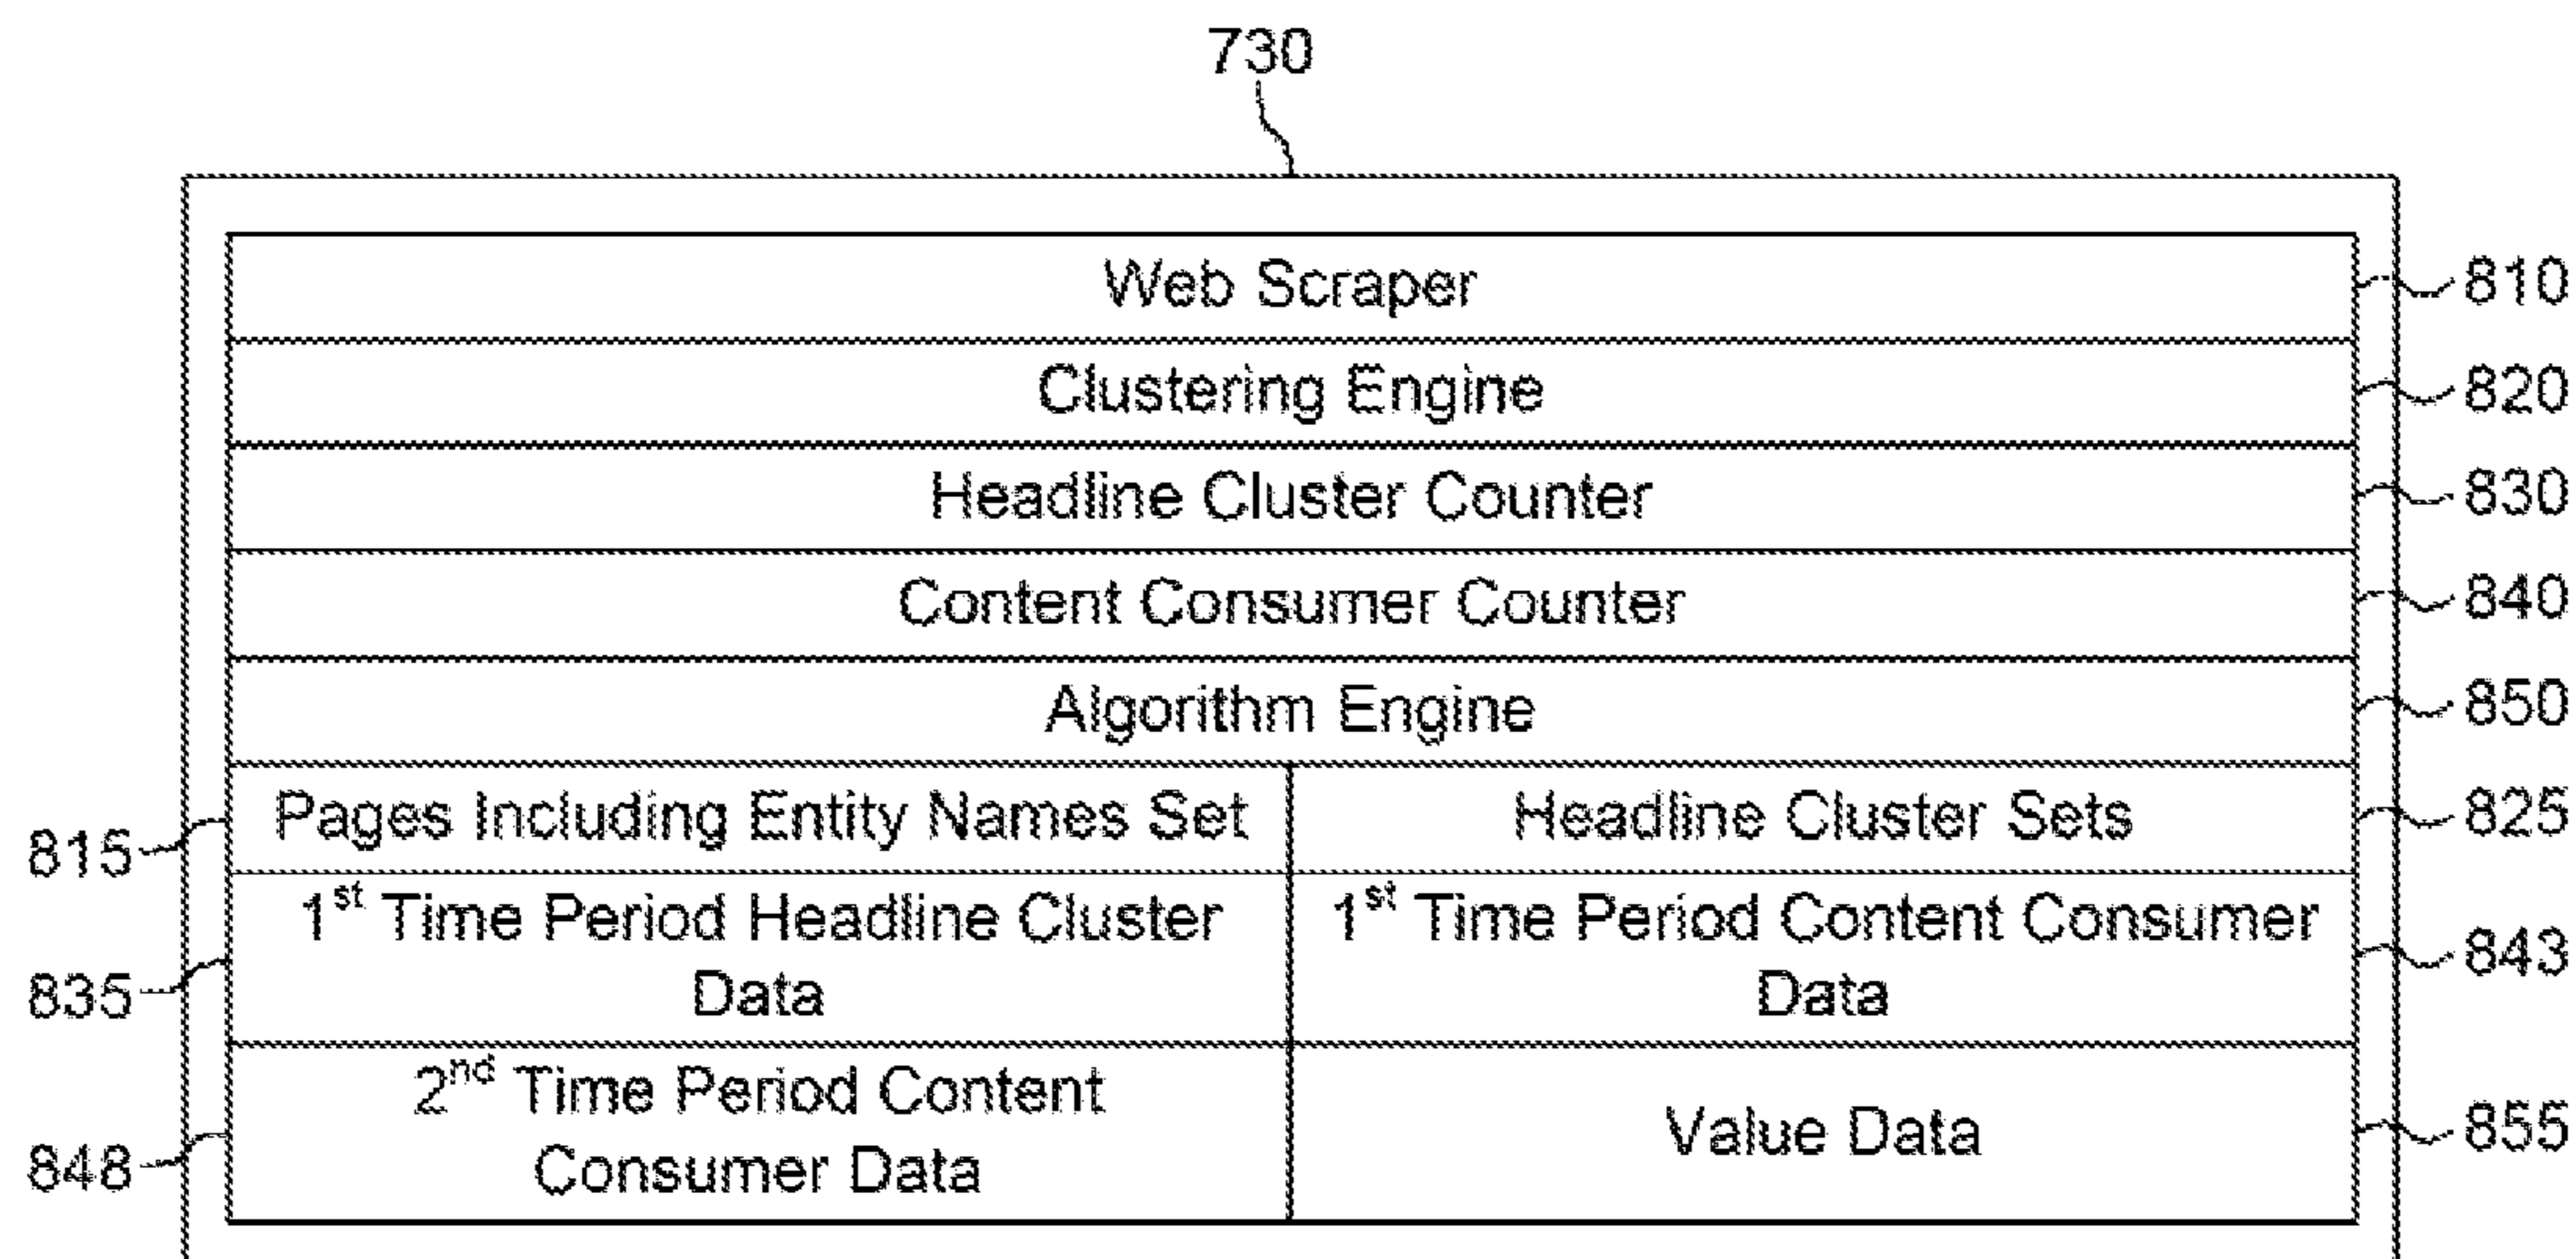 730
Web Scraper 810
Clustering Engine 820
Headline Cluster Counter 830
Content Consumer Counter 840
Algorithm Engine 850
815 Pages Including Entity Names Set
Headline Cluster Sets 825
835 1st Time Period Headline Cluster
Data
1st Time Period Content Consumer
Data 843
848 2nd Time Period Content
Consumer Data
Value Data 855